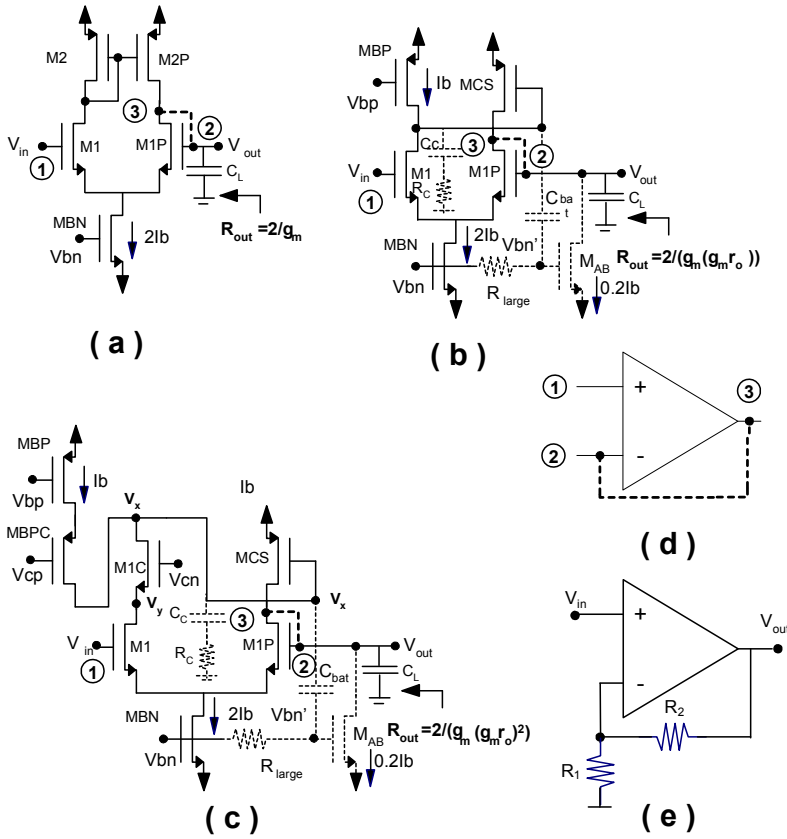 M2
M2P
3
2
V_in
M1
M1P
V_out
1
C_L
MBN
Vbn
2Ib
R_out =2/g_m
( a )
MBP
Ib
MCS
Vbp
Cc
3
2
V_in
M1
R_C
M1P
V_out
1
C_bat
C_L
MBN
2Ib
Vbn'
Vbn
R_large
M_AB
R_out =2/(g_m(g_m r_o ))
0.2Ib
( b )
MBP
Ib
Vbp
MBPC
Vcp
V_x
M1C
Vcn
V_y
Ib
MCS
V_x
C_C
3
V_in
M1
R_C
M1P
2
V_out
1
C_bat
C_L
MBN
2Ib
Vbn'
Vbn
R_large
M_AB
R_out =2/(g_m (g_m r_o )^2)
0.2Ib
( c )
1
+
3
2
-
( d )
V_in
+
V_out
-
R_2
R_1
( e )